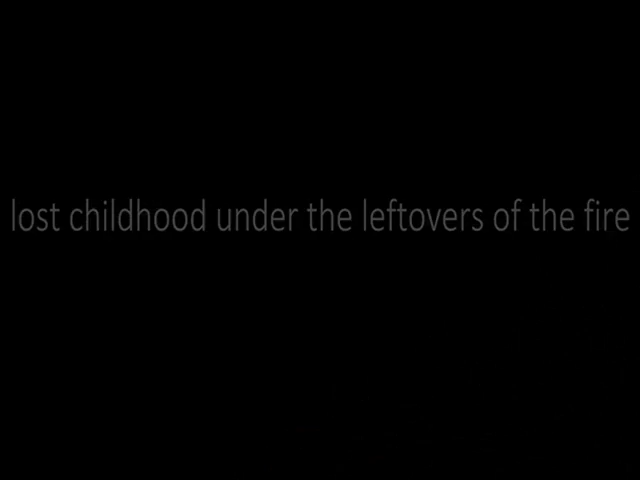 lost childhood under the leftovers of the fire